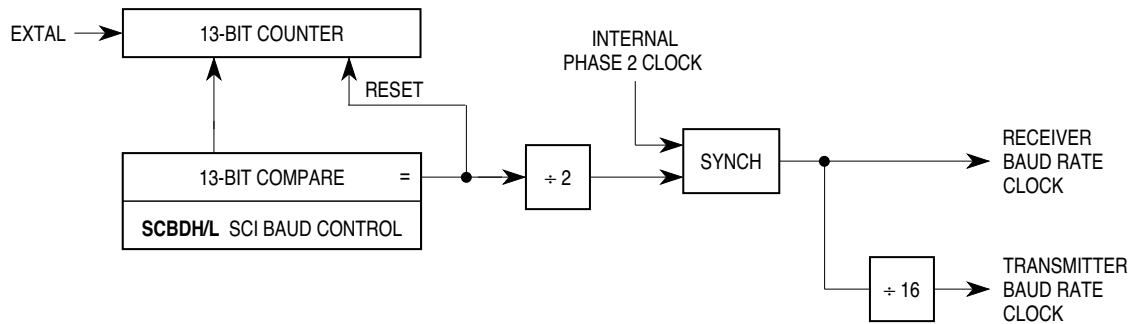 EXTAL
13-BIT COUNTER
INTERNAL
PHASE 2 CLOCK
RESET
13-BIT COMPARE =
SCBDH/L SCI BAUD CONTROL
÷ 2
SYNCH
RECEIVER
BAUD RATE
CLOCK
÷ 16
TRANSMITTER
BAUD RATE
CLOCK